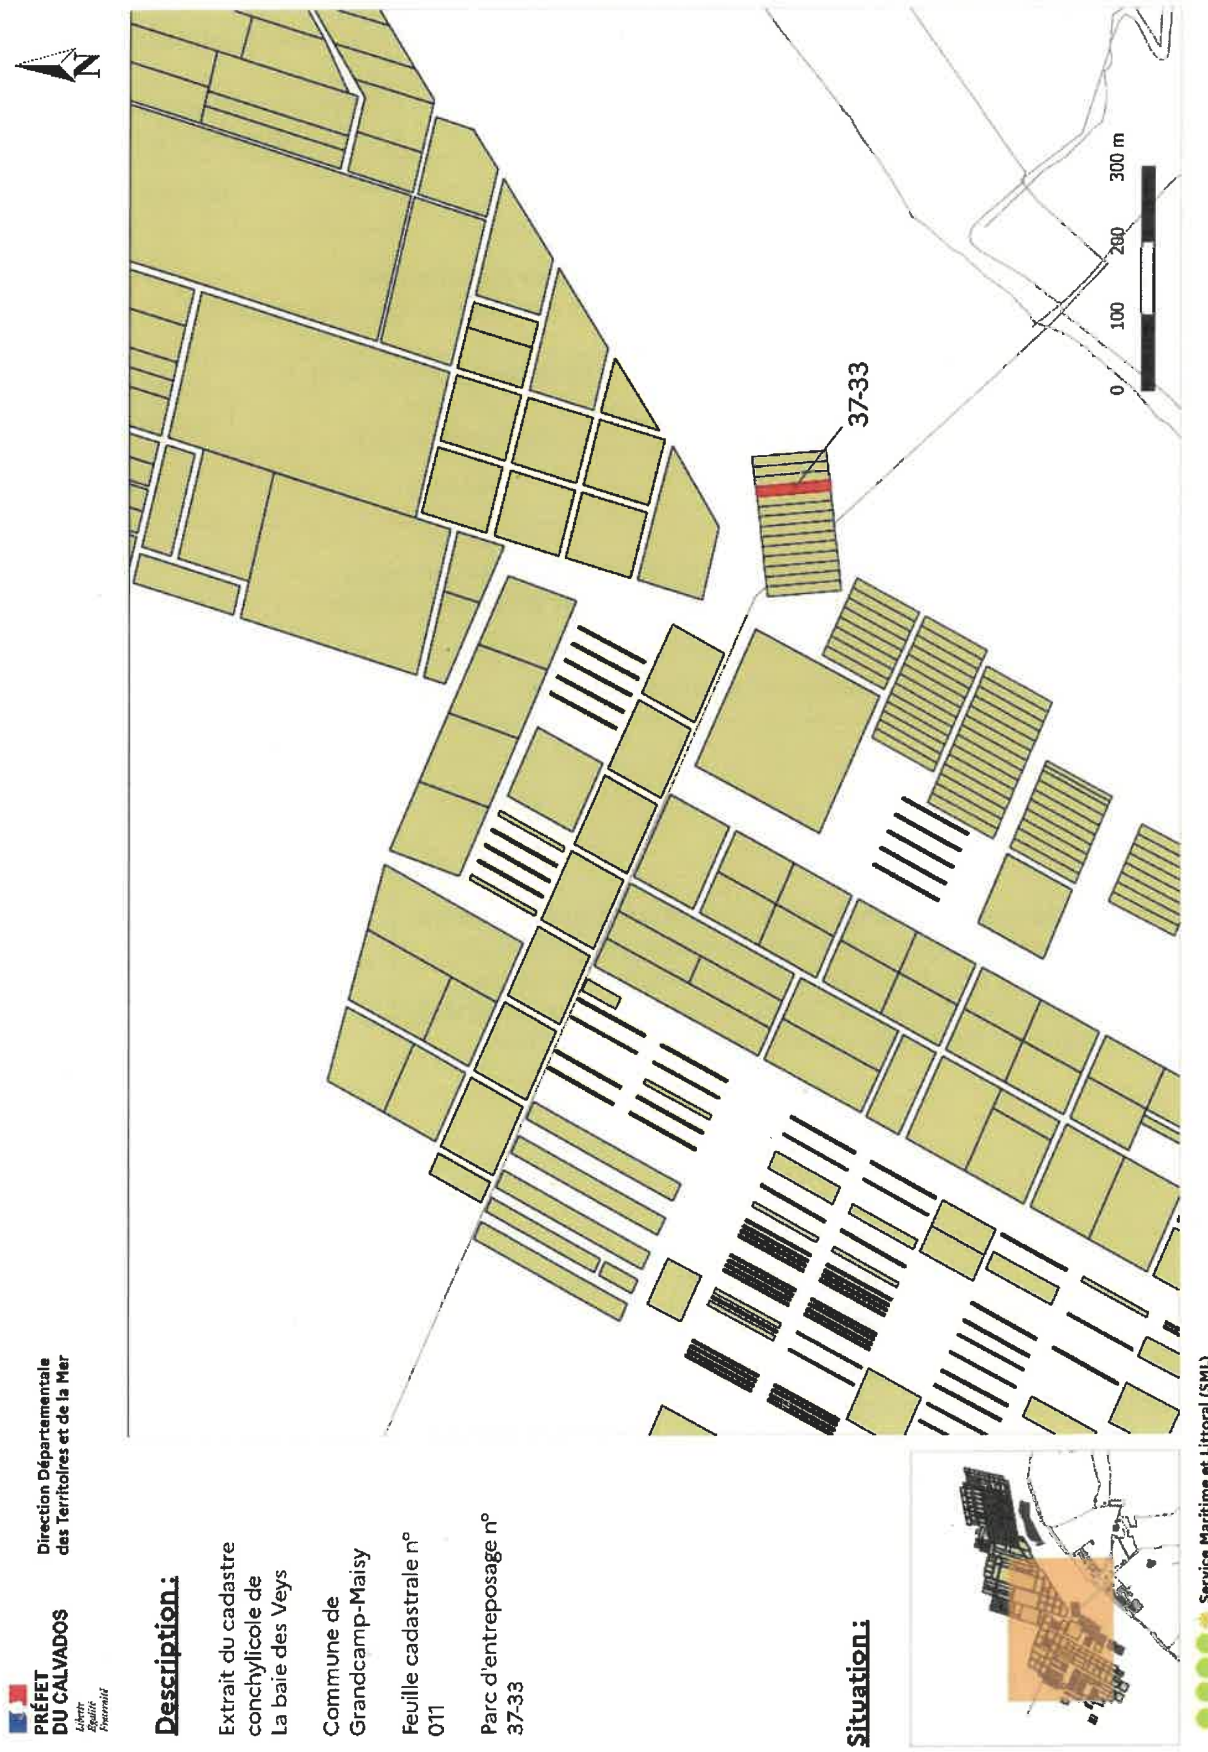 PRÉFET
DU CALVADOS
Liberté
Égalité
Fraternité
Direction Départementale
des Territoires et de la Mer
N
Description :
Extrait du cadastre
conchylicole de
La baie des Veys
Commune de
Grandcamp-Maisy
Feuille cadastrale n°
011
Parc d'entreposage n°
37-33
Situation :
37-33
0 100 200 300 m
Service Maritime et Littoral (SML)